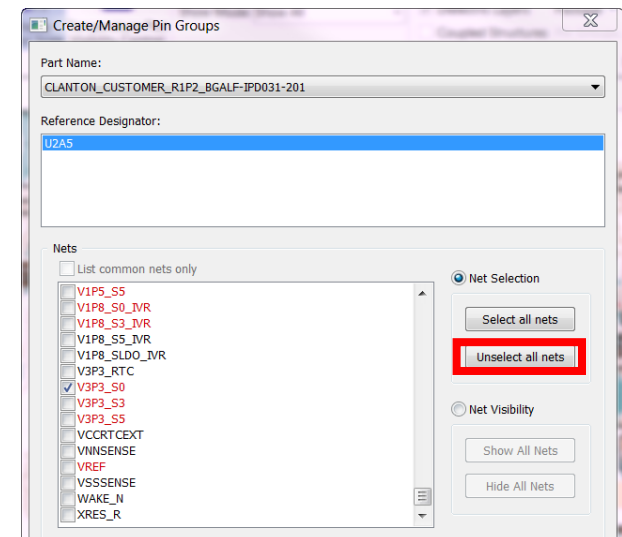 Create/Manage Pin Groups
Part Name:
CLANTON_CUSTOMER_R1P2_BGALF-IPD031-201
Reference Designator:
U2A5
Nets
List common nets only
V1P5_S5
V1P8_S0_IVR
V1P8_S3_IVR
V1P8_S5_IVR
V1P8_SLDO_IVR
V3P3_RTC
V3P3_S0
V3P3_S3
V3P3_S5
VCCRTCEXT
VNNSENSE
VREF
VSSSENSE
WAKE_N
XRES_R
Net Selection
Select all nets
Unselect all nets
Net Visibility
Show All Nets
Hide All Nets